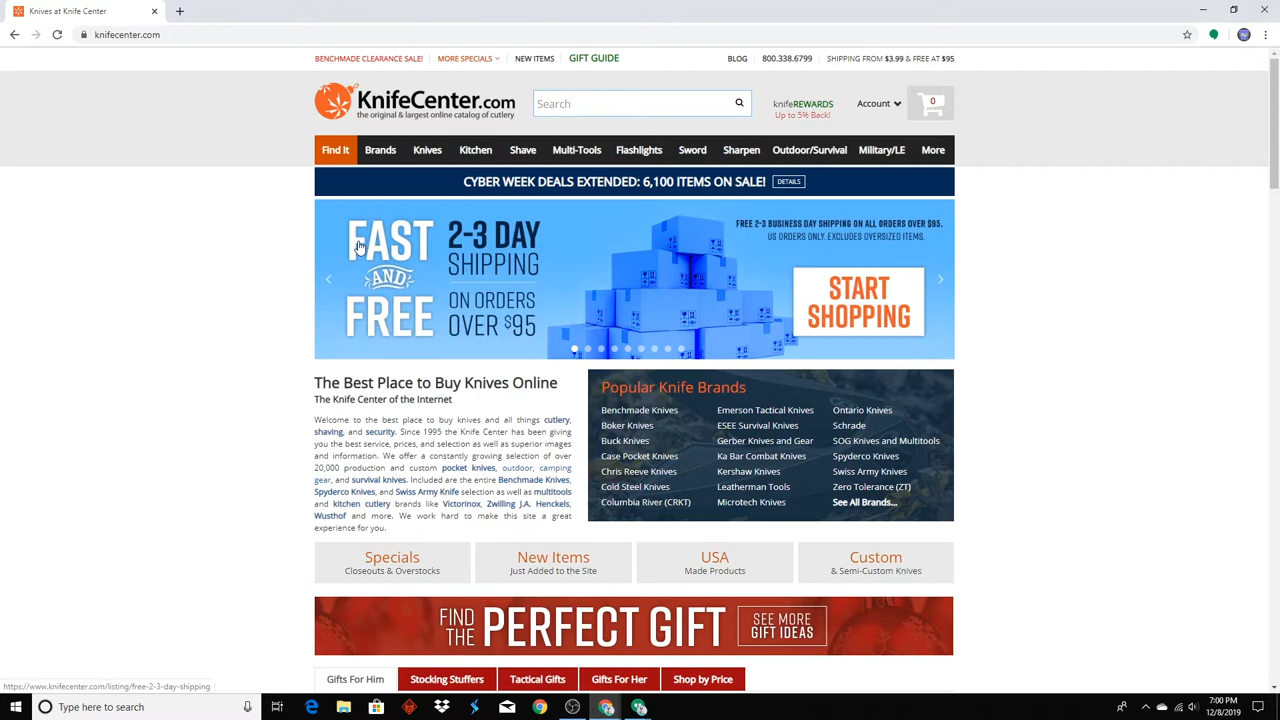 Knives at Knife Center
knifecenter.com
BENCHMADE CLEARANCE SALE! MORE SPECIALS NEW ITEMS GIFT GUIDE BLOG 800.338.6799 SHIPPING FROM $3.99 & FREE AT $95
KnifeCenter.com
the original & largest online catalog of cutlery
Search
knifeREWARDS
Up to 5% Back!
Account
0
Find It Brands Knives Kitchen Shave Multi-Tools Flashlights Sword Sharpen Outdoor/Survival Military/LE More
CYBER WEEK DEALS EXTENDED: 6,100 ITEMS ON SALE! DETAILS
FAST
AND
FREE
2-3 DAY
SHIPPING
ON ORDERS
OVER $95
FREE 2-3 BUSINESS DAY SHIPPING ON ALL ORDERS OVER $95.
US ORDERS ONLY. EXCLUDES OVERSIZED ITEMS.
START
SHOPPING
The Best Place to Buy Knives Online
The Knife Center of the Internet
Welcome to the best place to buy knives and all things cutlery,
shaving, and security. Since 1995 the Knife Center has been giving
you the best service, prices, and selection as well as superior images
and information. We offer a constantly growing selection of over
20,000 production and custom pocket knives, outdoor, camping
gear, and survival knives. Included are the entire Benchmade Knives,
Spyderco Knives, and Swiss Army Knife selection as well as multitools
and kitchen cutlery brands like Victorinox, Zwilling J.A. Henckels,
Wusthof and more. We work hard to make this site a great
experience for you.
Popular Knife Brands
Benchmade Knives Emerson Tactical Knives Ontario Knives
Boker Knives ESEE Survival Knives Schrade
Buck Knives Gerber Knives and Gear SOG Knives and Multitools
Case Pocket Knives Ka Bar Combat Knives Spyderco Knives
Chris Reeve Knives Kershaw Knives Swiss Army Knives
Cold Steel Knives Leatherman Tools Zero Tolerance (ZT)
Columbia River (CRKT) Microtech Knives See All Brands...
Specials
Closeouts & Overstocks
New Items
Just Added to the Site
USA
Made Products
Custom
& Semi-Custom Knives
FIND
THE
PERFECT GIFT
SEE MORE
GIFT IDEAS
Gifts For Him Stocking Stuffers Tactical Gifts Gifts For Her Shop by Price
https://www.knifecenter.com/listing/free-2-3-day-shipping
Type here to search
7:00 PM
12/8/2019